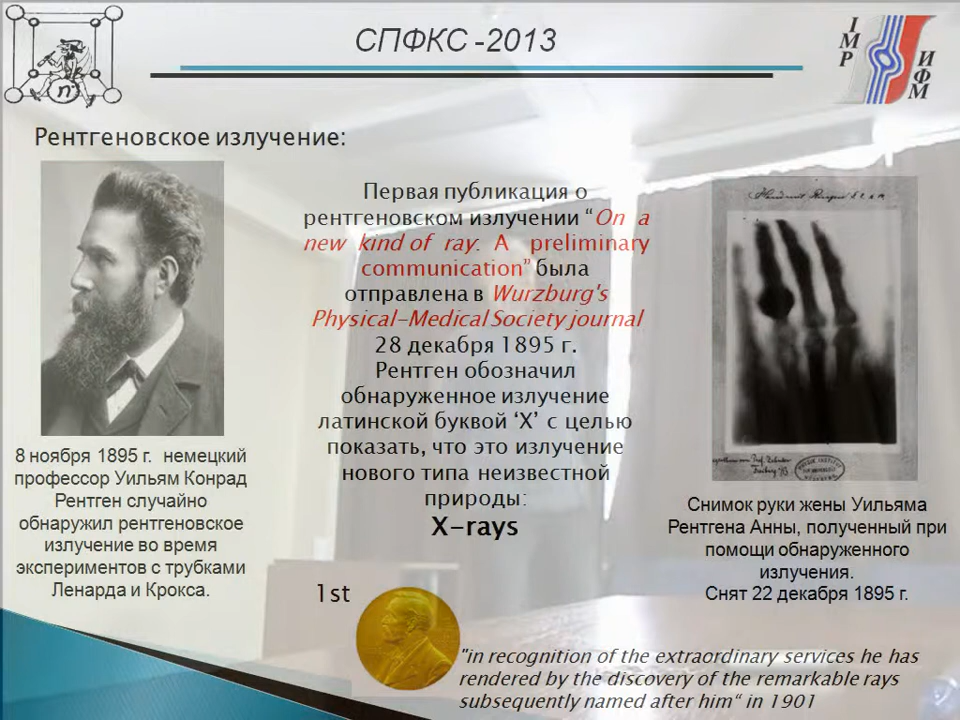 СПФКС -2013
I
M
P
И
Ф
М
n
Рентгеновское излучение:
8 ноября 1895 г. немецкий
профессор Уильям Конрад
Рентген случайно
обнаружил рентгеновское
излучение во время
экспериментов с трубками
Ленарда и Крокса.
Первая публикация о
рентгеновском излучении “On a
new kind of ray: A preliminary
communication” была
отправлена в Wurzburg's
Physical-Medical Society journal
28 декабря 1895 г.
Рентген обозначил
обнаруженное излучение
латинской буквой ‘X’ с целью
показать, что это излучение
нового типа неизвестной
природы:
X-rays
Снимок руки жены Уильяма
Рентгена Анны, полученный при
помощи обнаруженного
излучения.
Снят 22 декабря 1895 г.
1st
"in recognition of the extraordinary services he has
rendered by the discovery of the remarkable rays
subsequently named after him“ in 1901